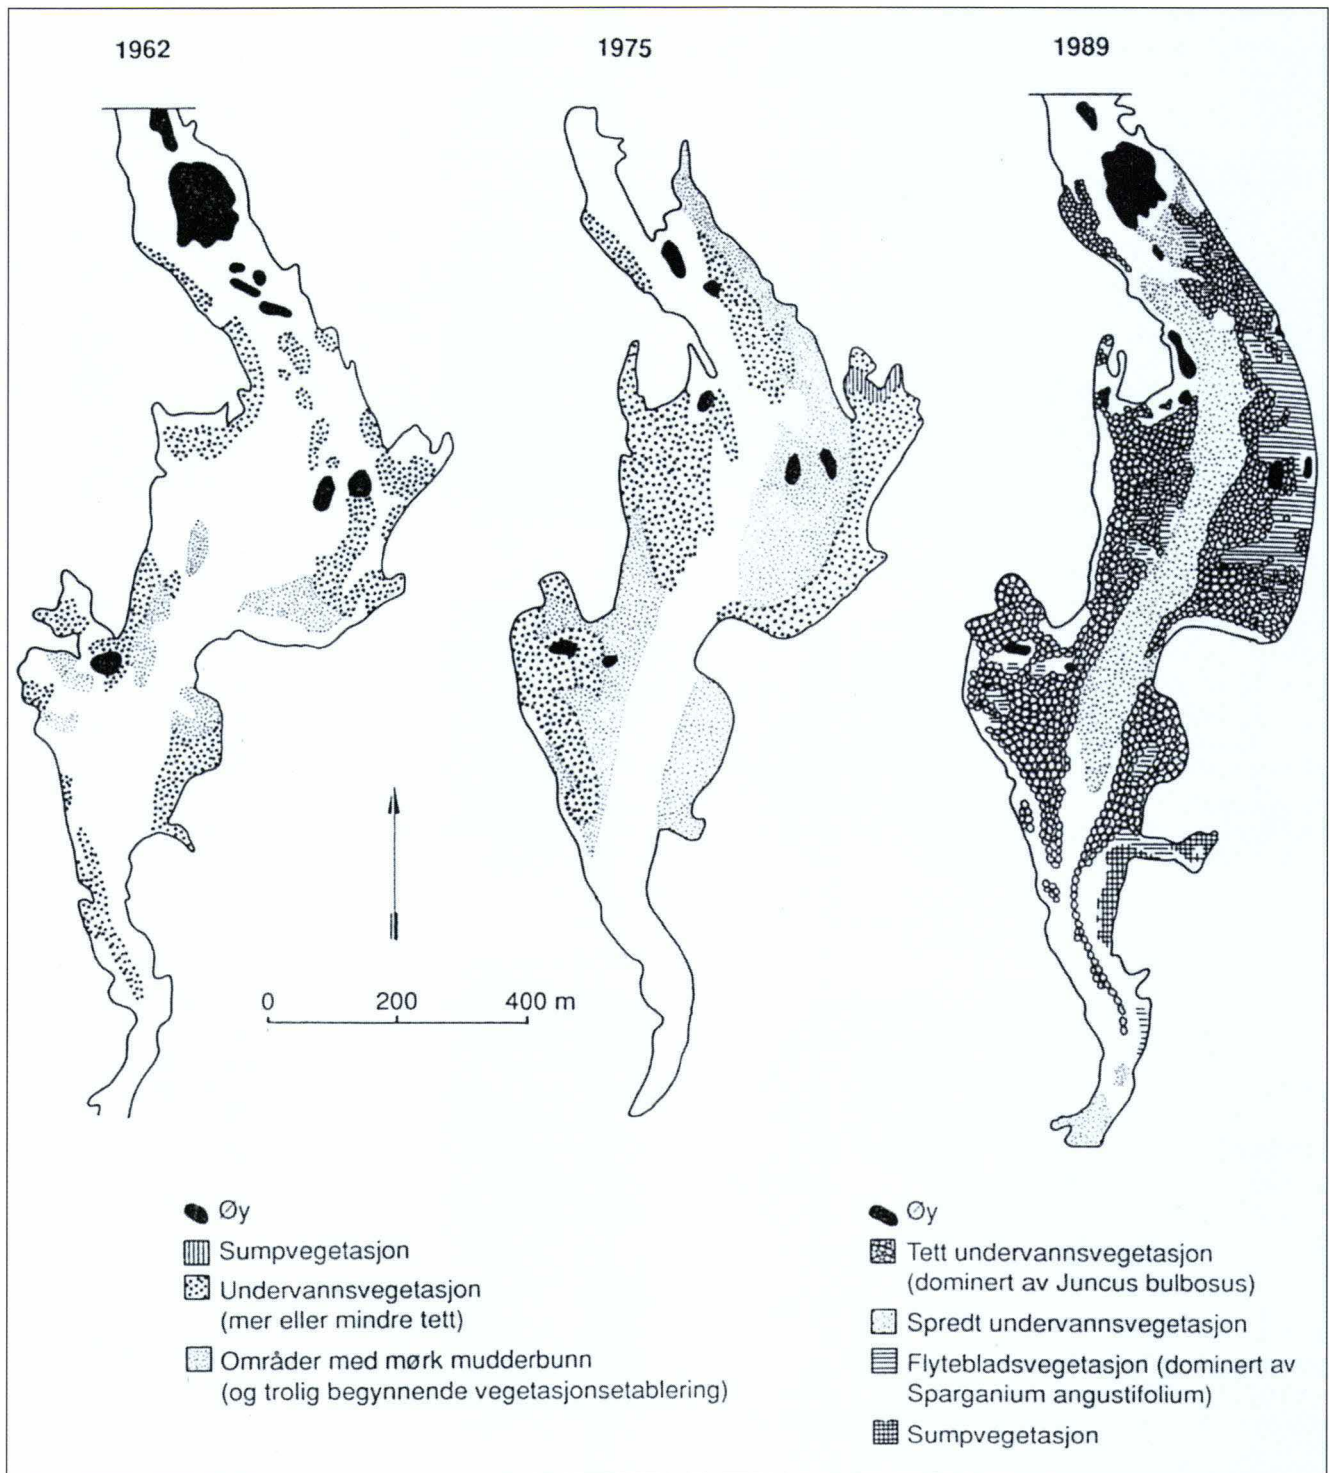 1962
1975
1989
0 200 400 m
Øy
Sumpvegetasjon
Undervannsvegetasjon
(mer eller mindre tett)
Områder med mørk mudderbunn
(og trolig begynnende vegetasjonsetablering)
Øy
Tett undervannsvegetasjon
(dominert av Juncus bulbosus)
Spredt undervannsvegetasjon
Flytebladsvegetasjon (dominert av
Sparganium angustifolium)
Sumpvegetasjon